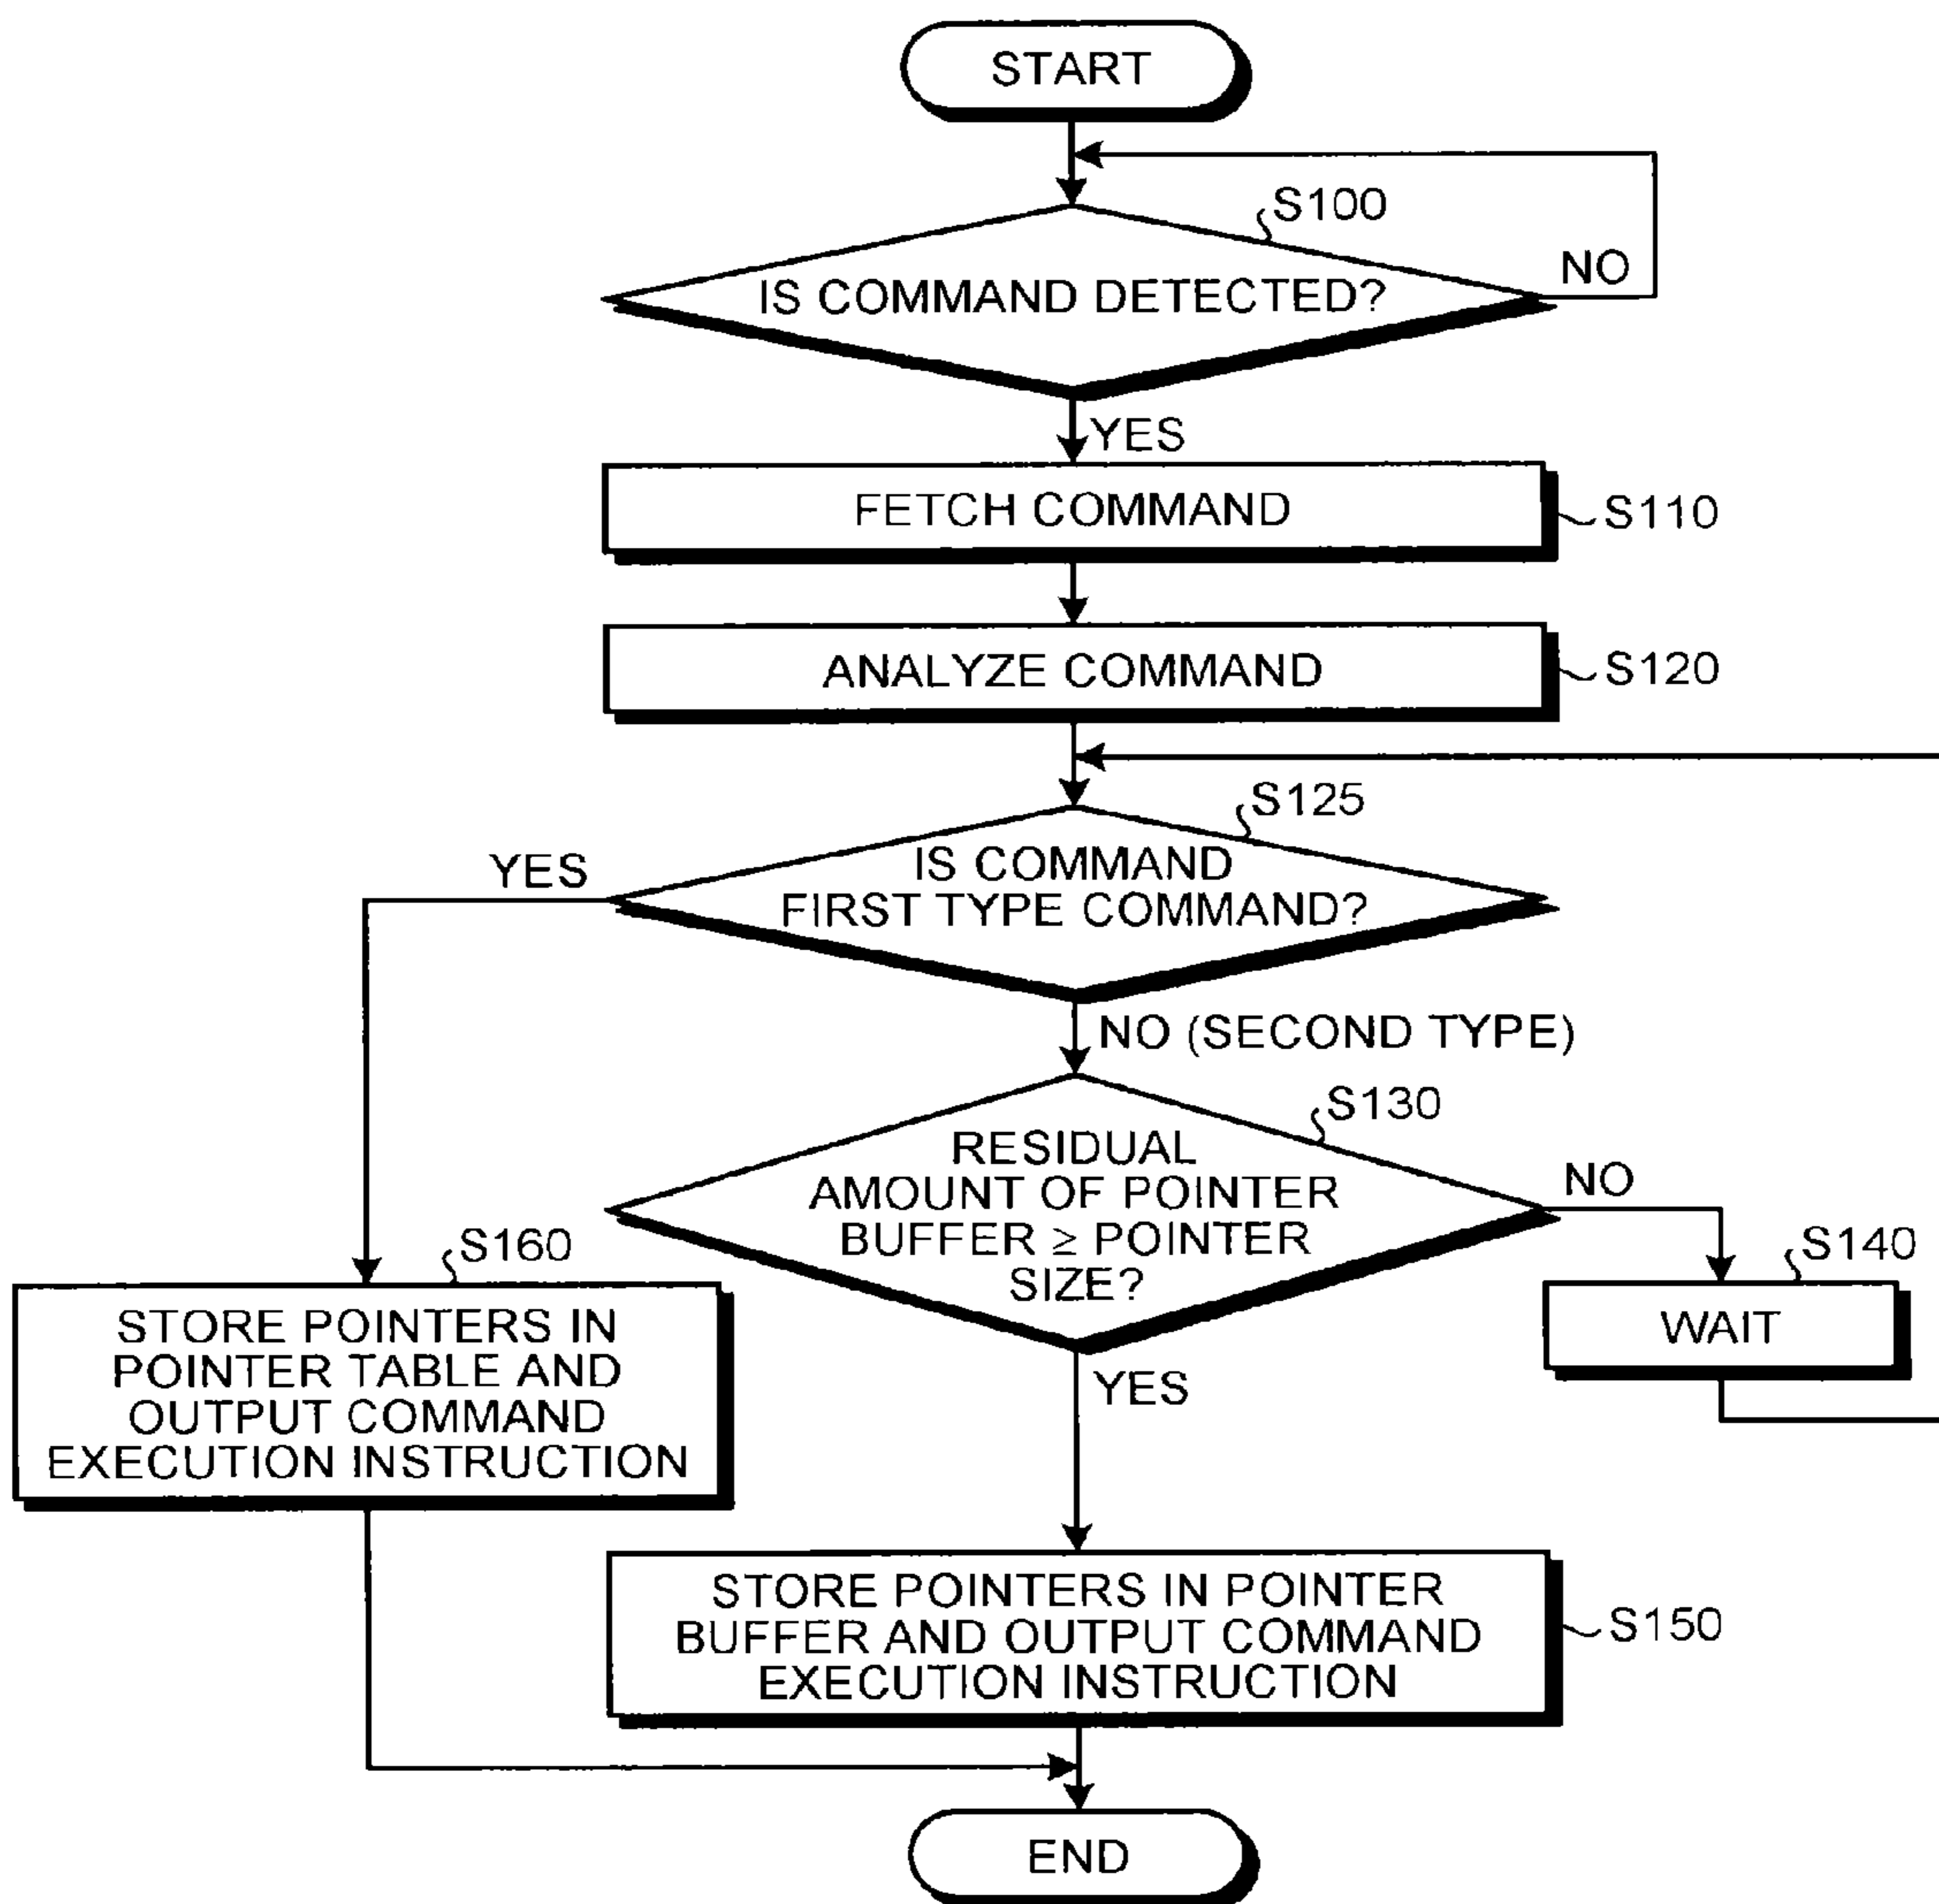 START
S100
IS COMMAND DETECTED?
NO
YES
FETCH COMMAND
S110
ANALYZE COMMAND
S120
S125
YES
IS COMMAND
FIRST TYPE COMMAND?
NO (SECOND TYPE)
S130
RESIDUAL
AMOUNT OF POINTER
BUFFER ≥ POINTER
SIZE?
NO
S140
WAIT
S160
STORE POINTERS IN
POINTER TABLE AND
OUTPUT COMMAND
EXECUTION INSTRUCTION
YES
STORE POINTERS IN POINTER
BUFFER AND OUTPUT COMMAND
EXECUTION INSTRUCTION
S150
END